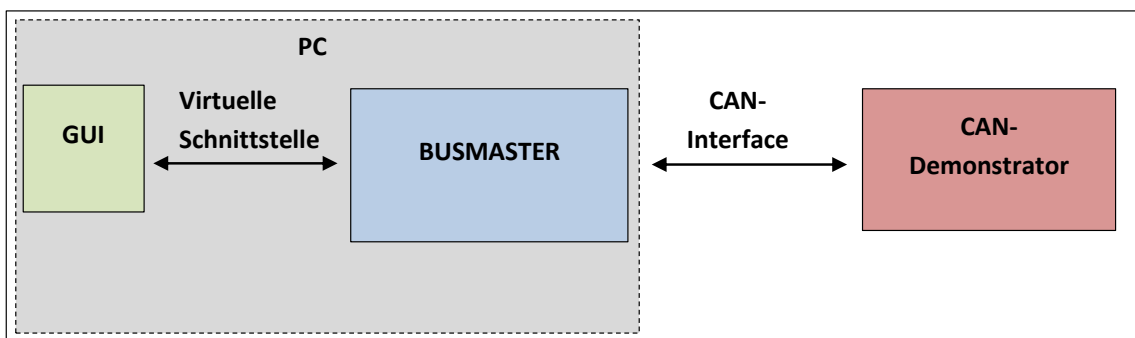 PC
GUI
Virtuelle
Schnittstelle
BUSMASTER
CAN-
Interface
CAN-
Demonstrator